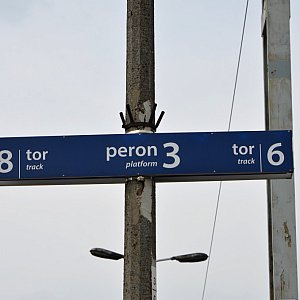 8 tor peron 3 tor 6
track platform track